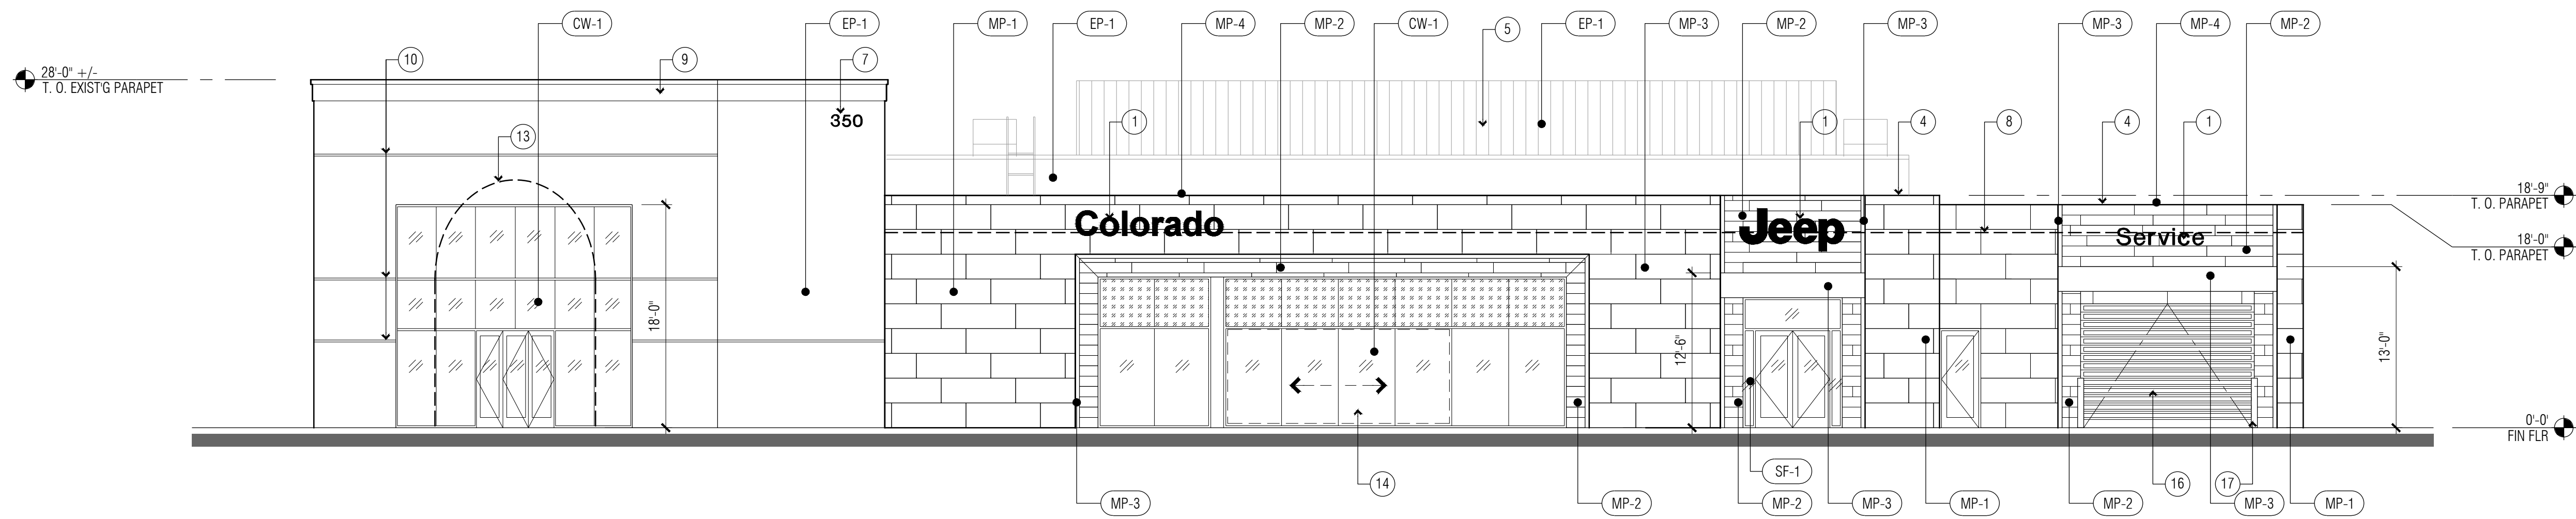 CW-1
EP-1
MP-1
EP-1
MP-4
MP-2
CW-1
5
EP-1
MP-3
MP-2
MP-3
MP-3
MP-4
MP-2
10
9
7
28'-0" +/-
T. O. EXIST'G PARAPET
350
13
1
1
4
8
4
1
18'-9"
T. O. PARAPET
Colorado
Jeep
Service
18'-0"
T. O. PARAPET
18'-0"
12'-6"
13'-0"
0'-0'
FIN FLR
SF-1
14
16
17
MP-3
MP-2
MP-2
MP-3
MP-1
MP-2
MP-3
MP-1